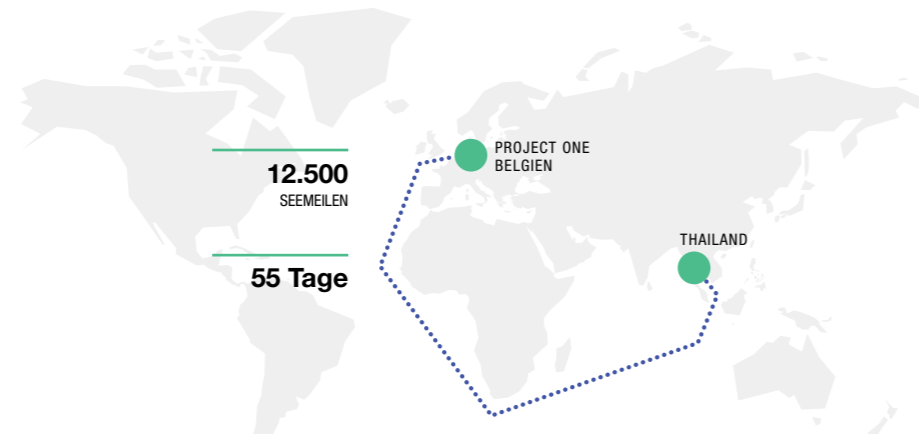 12.500
SEEMEILEN
55 Tage
PROJECT ONE
BELGIEN
THAILAND